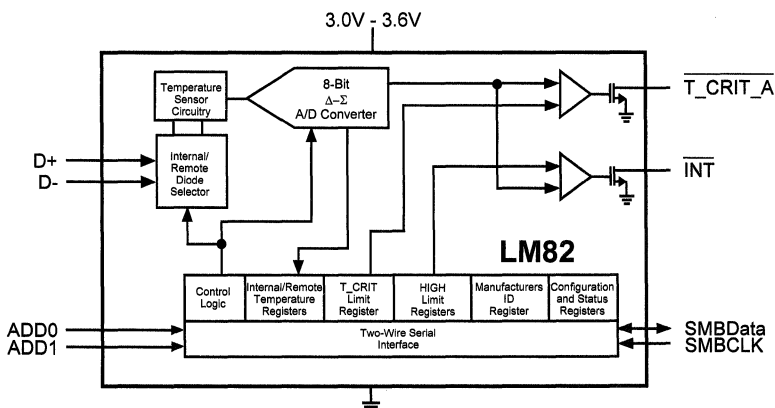 3.0V - 3.6V
Temperature
Sensor
Circuitry
8-Bit
Δ–Σ
A/D Converter
T_CRIT_A
D+
D-
Internal/
Remote
Diode
Selector
INT
LM82
Control
Logic
Internal/Remote
Temperature
Registers
T_CRIT
Limit
Register
HIGH
Limit
Registers
Manufacturers
ID
Register
Configuration
and Status
Registers
ADD0
ADD1
Two-Wire Serial
Interface
SMBData
SMBCLK